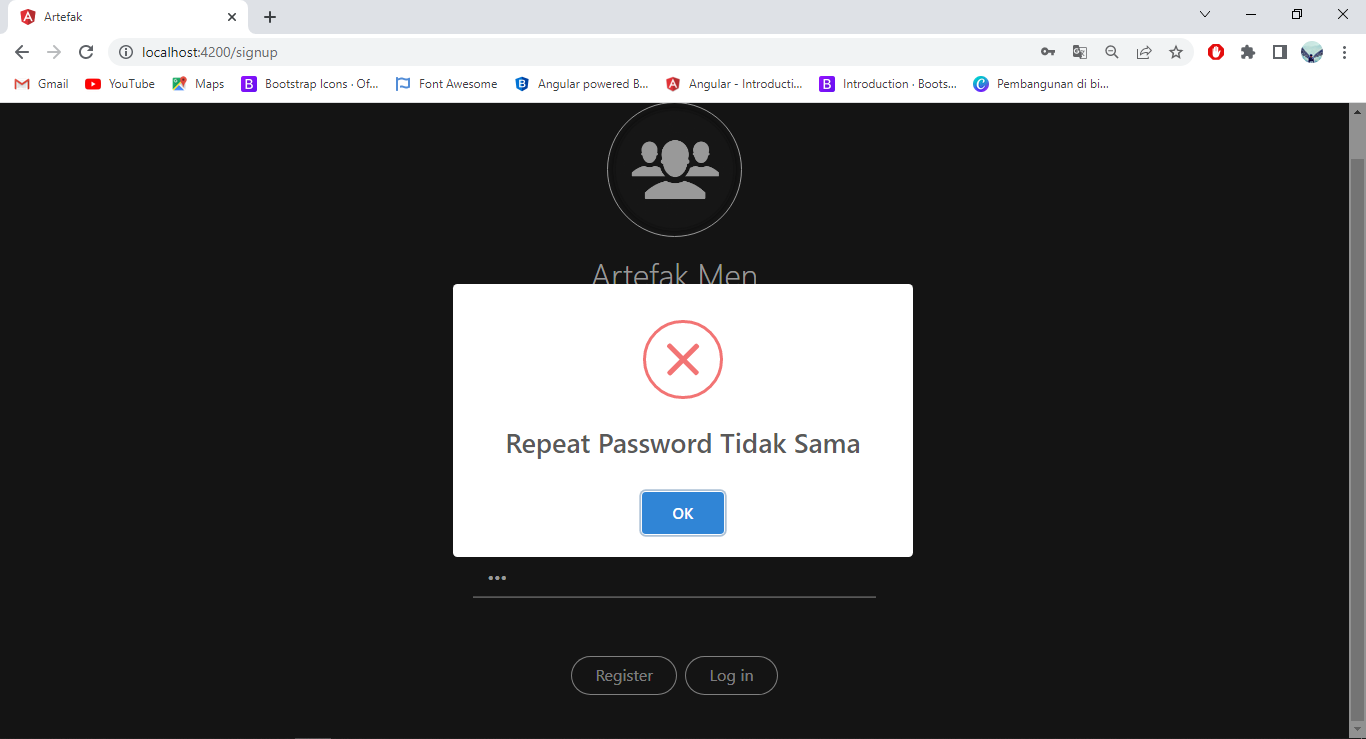 Artefak
localhost:4200/signup
Gmail
YouTube
Maps
Bootstrap Icons · Of...
Font Awesome
Angular powered B...
Angular - Introducti...
Introduction · Boots...
Pembangunan di bi...
Artefak Men
Repeat Password Tidak Sama
OK
•••
Register
Log in